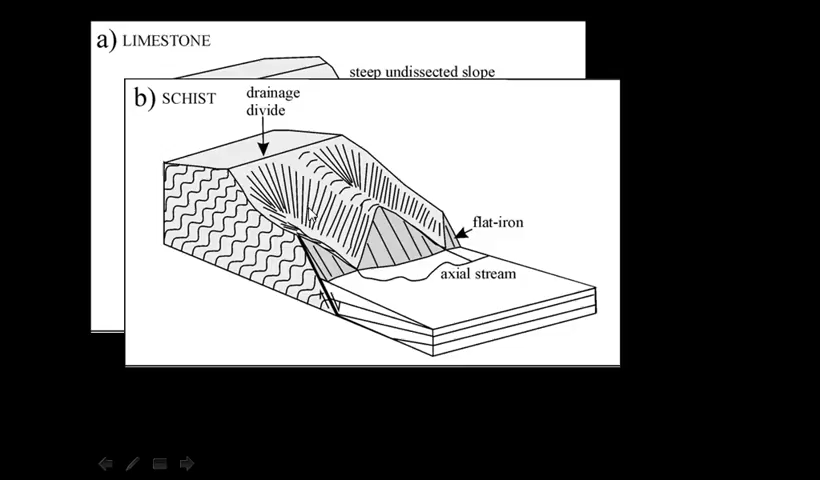 a) LIMESTONE
steep undissected slope
b) SCHIST
drainage
divide
flat-iron
axial stream